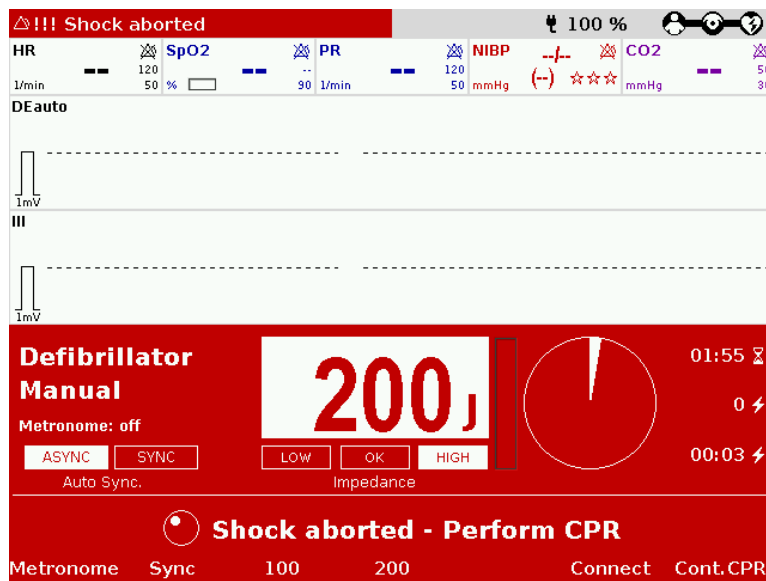 !!! Shock aborted 100 %
HR 120 50 -- 1/min
SpO2 -- -- 90 %
PR 120 50 -- 1/min
NIBP --/-- (--) mmHg
CO2 -- mmHg
DEauto
1mV
III
1mV
Defibrillator
Manual
Metronome: off
200 J
01:55
0
00:03
ASYNC SYNC LOW OK HIGH
Auto Sync. Impedance
Shock aborted - Perform CPR
Metronome Sync 100 200 Connect Cont.CPR